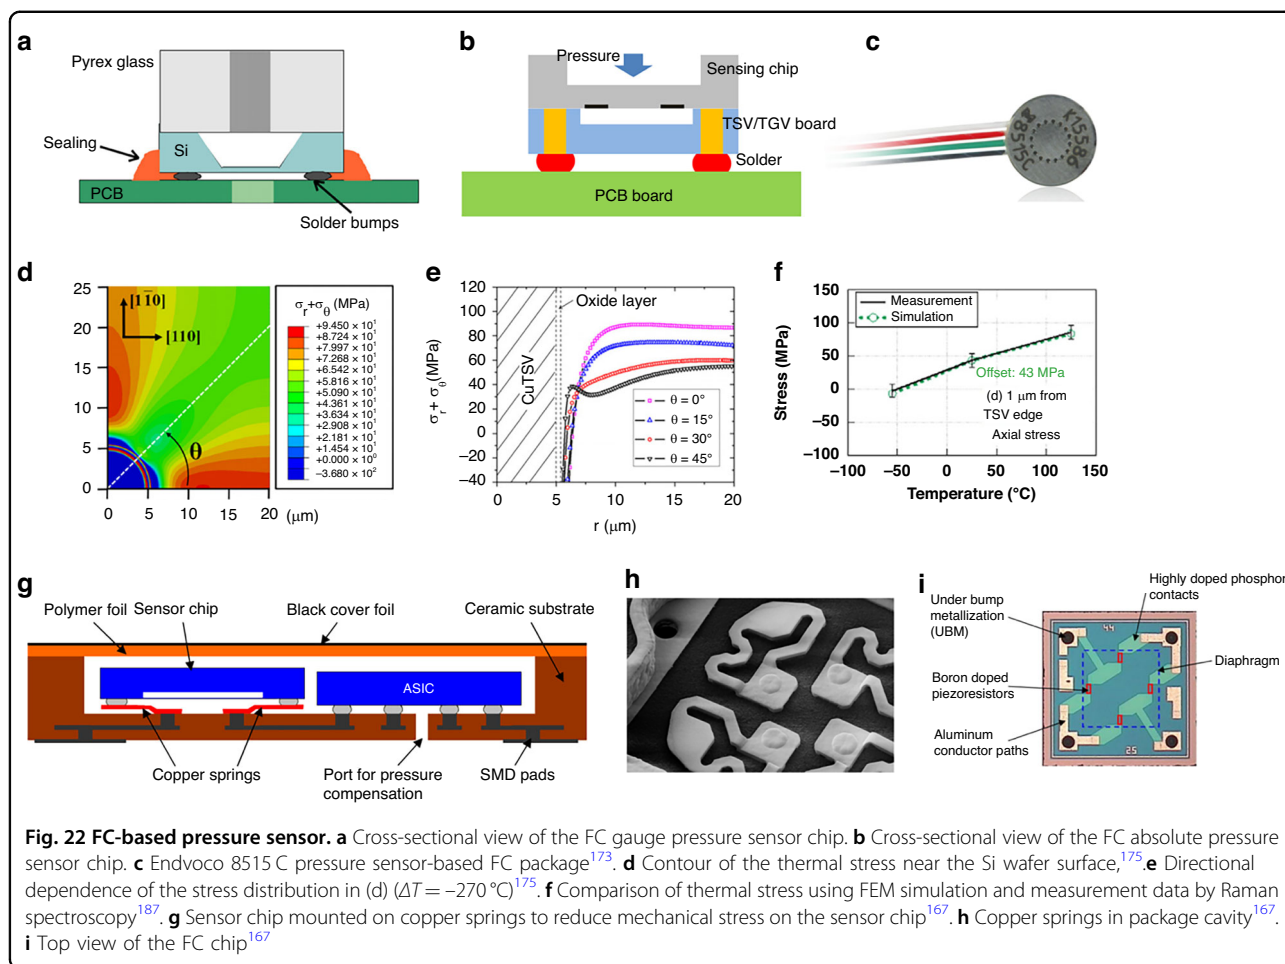 a
Pyrex glass
Sealing
Si
PCB
Solder bumps
b
Pressure
Sensing chip
TSV/TGV board
Solder
PCB board
c
K15586
8515
d
25
20
15
10
5
0
0
5
10
15
20
(μm)
[11̅0]
[110]
θ
σr+σθ (MPa)
+9.450 × 10¹
+8.724 × 10¹
+7.997 × 10¹
+7.268 × 10¹
+6.542 × 10¹
+5.816 × 10¹
+5.090 × 10¹
+4.361 × 10¹
+3.634 × 10¹
+2.908 × 10¹
+2.181 × 10¹
+1.454 × 10¹
+0.000 × 10⁰
−3.680 × 10²
e
σr + σθ(MPa)
120
100
80
60
40
20
0
−20
−40
CuTSV
Oxide layer
θ = 0°
θ = 15°
θ = 30°
θ = 45°
0
5
10
15
20
r (μm)
f
Stress (MPa)
150
100
50
0
−50
−100
Measurement
Simulation
Offset: 43 MPa
(d) 1 μm from
TSV edge
Axial stress
−100
−50
0
50
100
150
Temperature (°C)
g
Polymer foil
Sensor chip
Black cover foil
Ceramic substrate
ASIC
Copper springs
Port for pressure
compensation
SMD pads
h
i
Highly doped phosphor
contacts
Under bump
metallization
(UBM)
Diaphragm
Boron doped
piezoresistors
Aluminum
conductor paths
4.4
25
Fig. 22 FC-based pressure sensor. a Cross-sectional view of the FC gauge pressure sensor chip. b Cross-sectional view of the FC absolute pressure
sensor chip. c Endvoco 8515 C pressure sensor-based FC package¹⁷³. d Contour of the thermal stress near the Si wafer surface,¹⁷⁵.e Directional
dependence of the stress distribution in (d) (ΔT = −270 °C)¹⁷⁵. f Comparison of thermal stress using FEM simulation and measurement data by Raman
spectroscopy¹⁸⁷. g Sensor chip mounted on copper springs to reduce mechanical stress on the sensor chip¹⁶⁷. h Copper springs in package cavity¹⁶⁷.
i Top view of the FC chip¹⁶⁷